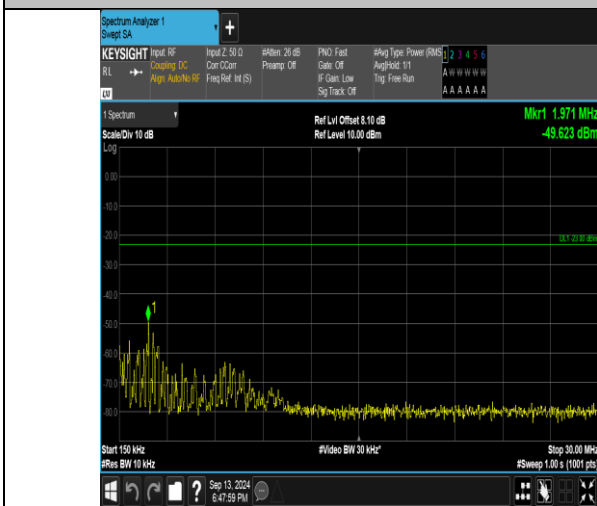 Spectrum Analyzer 1
Swept SA
+
KEYSIGHT
RL
Input: RF
Coupling: DC
Align: Auto/No RF
Input Z: 50 Ω
Corr CCorr
Freq Ref: Int (S)
#Atten: 26 dB
Preamp: Off
PNO: Fast
Gate: Off
IF Gain: Low
Sig Track: Off
#Avg Type: Power (RMS
Avg|Hold: 1/1
Trig: Free Run
1 2 3 4 5 6
A W W W W W
A A A A A A
1 Spectrum
Scale/Div 10 dB
Log
Ref Lvl Offset 8.10 dB
Ref Level 10.00 dBm
Mkr1 1.971 MHz
-49.623 dBm
0.00
-10.0
-20.0
DL1 -23.00 dBm
-30.0
-40.0
1
-50.0
-60.0
-70.0
-80.0
Start 150 kHz
#Res BW 10 kHz
#Video BW 30 kHz*
Stop 30.00 MHz
#Sweep 1.00 s (1001 pts)
?
Sep 13, 2024
6:47:59 PM